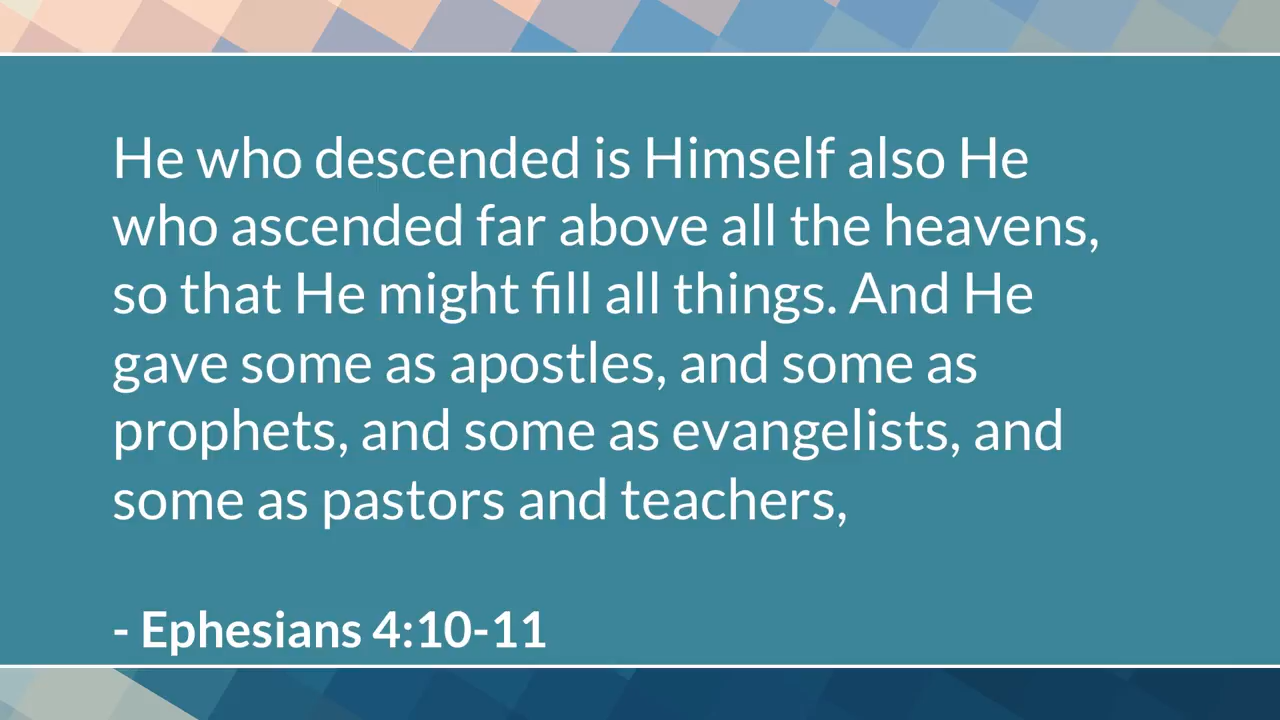 He who descended is Himself also He
who ascended far above all the heavens,
so that He might fill all things. And He
gave some as apostles, and some as
prophets, and some as evangelists, and
some as pastors and teachers,
- Ephesians 4:10-11